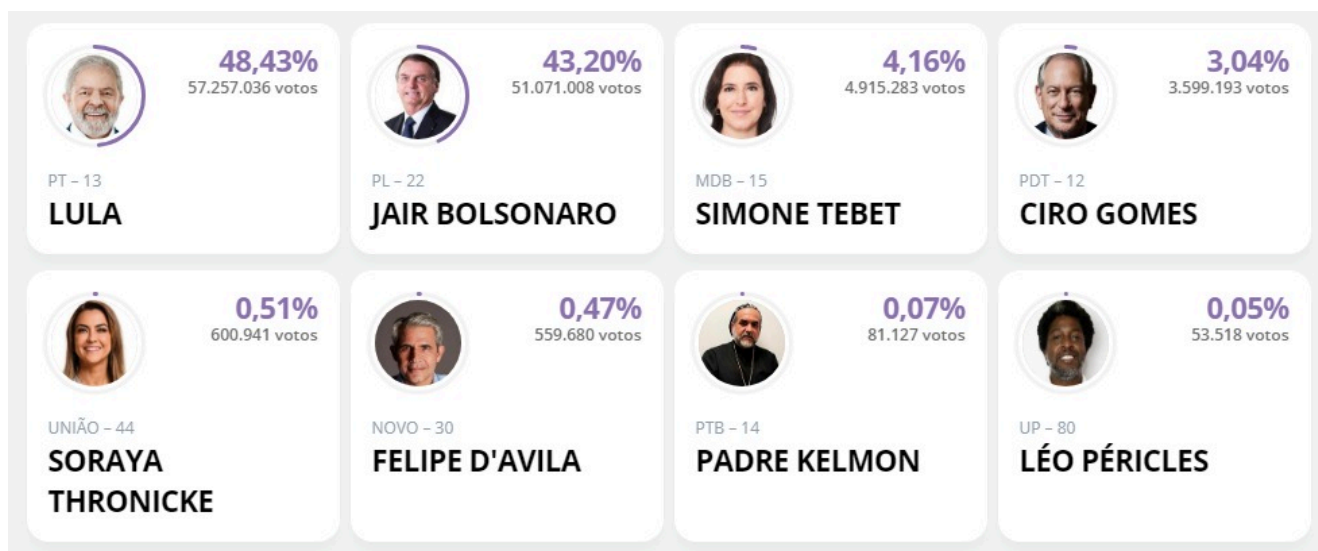 48,43%
57.257.036 votos
PT – 13
LULA
43,20%
51.071.008 votos
PL – 22
JAIR BOLSONARO
4,16%
4.915.283 votos
MDB – 15
SIMONE TEBET
3,04%
3.599.193 votos
PDT – 12
CIRO GOMES
0,51%
600.941 votos
UNIÃO – 44
SORAYA
THRONICKE
0,47%
559.680 votos
NOVO – 30
FELIPE D'AVILA
0,07%
81.127 votos
PTB – 14
PADRE KELMON
0,05%
53.518 votos
UP – 80
LÉO PÉRICLES